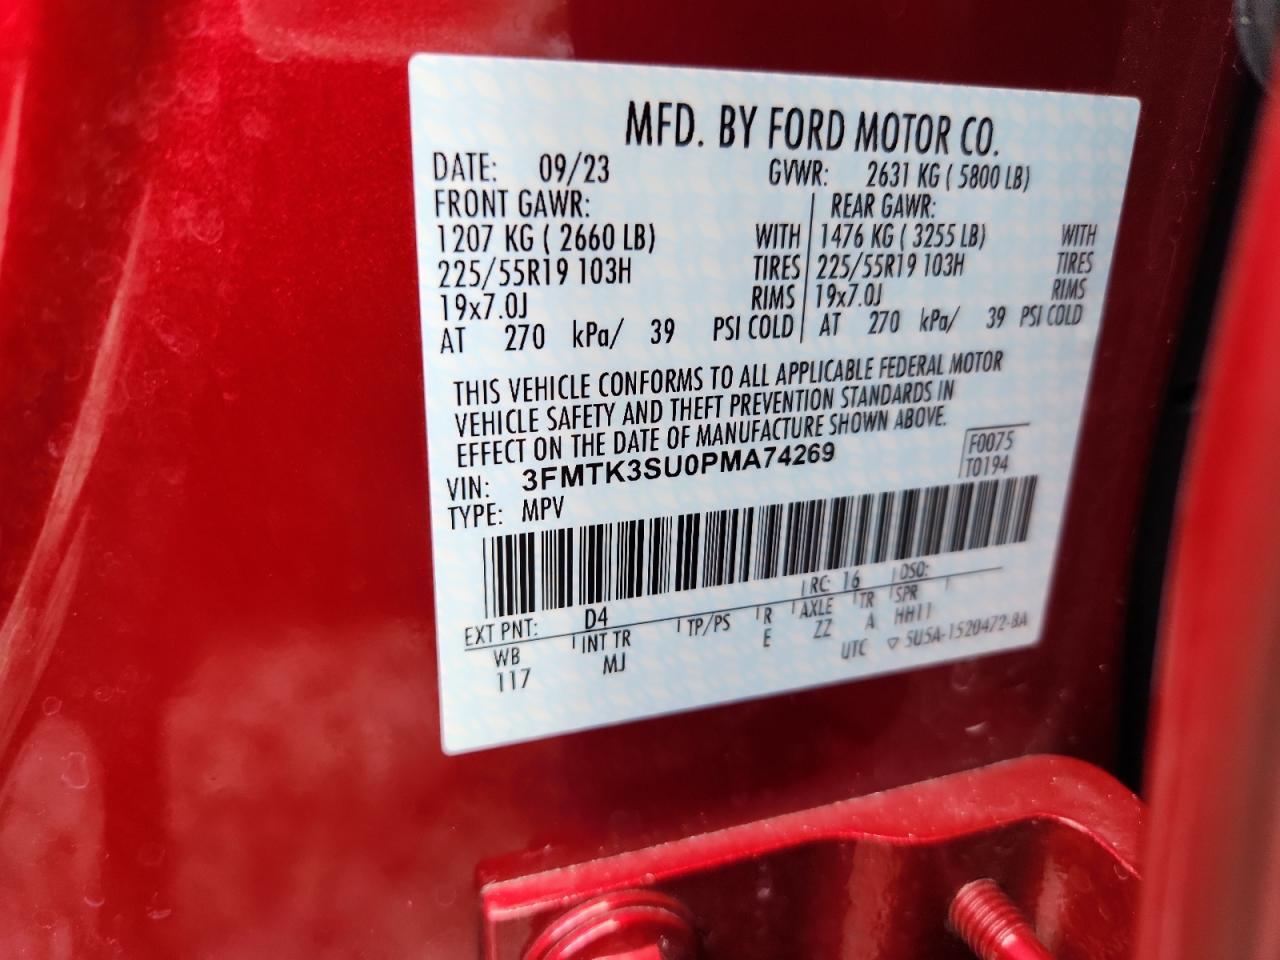 MFD. BY FORD MOTOR CO.
DATE: 09/23 GVWR: 2631 KG ( 5800 LB)
FRONT GAWR: REAR GAWR:
1207 KG ( 2660 LB) WITH 1476 KG ( 3255 LB) WITH
225/55R19 103H TIRES 225/55R19 103H TIRES
19x7.0J RIMS 19x7.0J RIMS
AT 270 kPa/ 39 PSI COLD AT 270 kPa/ 39 PSI COLD
THIS VEHICLE CONFORMS TO ALL APPLICABLE FEDERAL MOTOR
VEHICLE SAFETY AND THEFT PREVENTION STANDARDS IN
EFFECT ON THE DATE OF MANUFACTURE SHOWN ABOVE.
VIN: 3FMTK3SU0PMA74269 F0075
TYPE: MPV T0194
EXT PNT: D4 RC: 16 DSO:
WB INT TR TP/PS R AXLE TR SPR
117 MJ E ZZ A HH11
UTC ▽ SU5A-1520472-BA